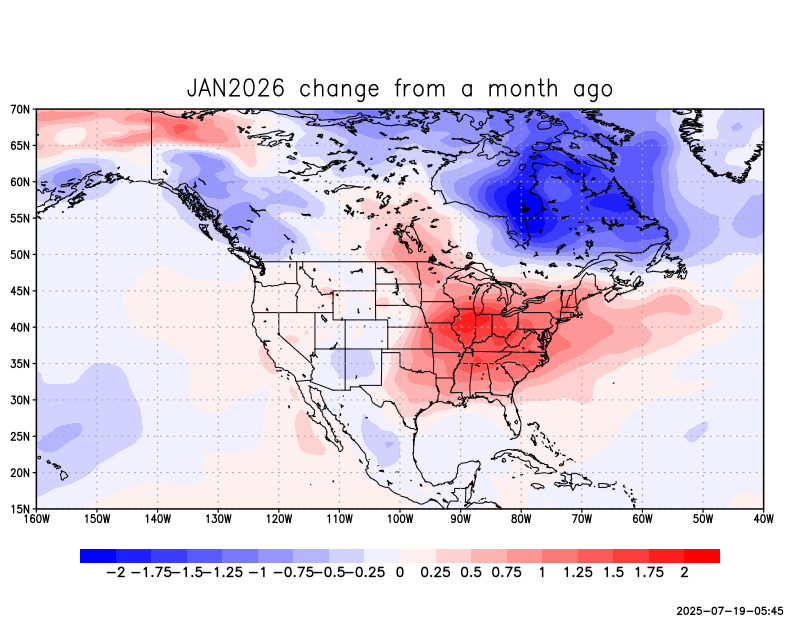 JAN2026 change from a month ago
70N
65N
60N
55N
50N
45N
40N
35N
30N
25N
20N
15N
160W 150W 140W 130W 120W 110W 100W 90W 80W 70W 60W 50W 40W
−2 −1.75 −1.5 −1.25 −1 −0.75 −0.5 −0.25 0 0.25 0.5 0.75 1 1.25 1.5 1.75 2
2025-07-19-05:45